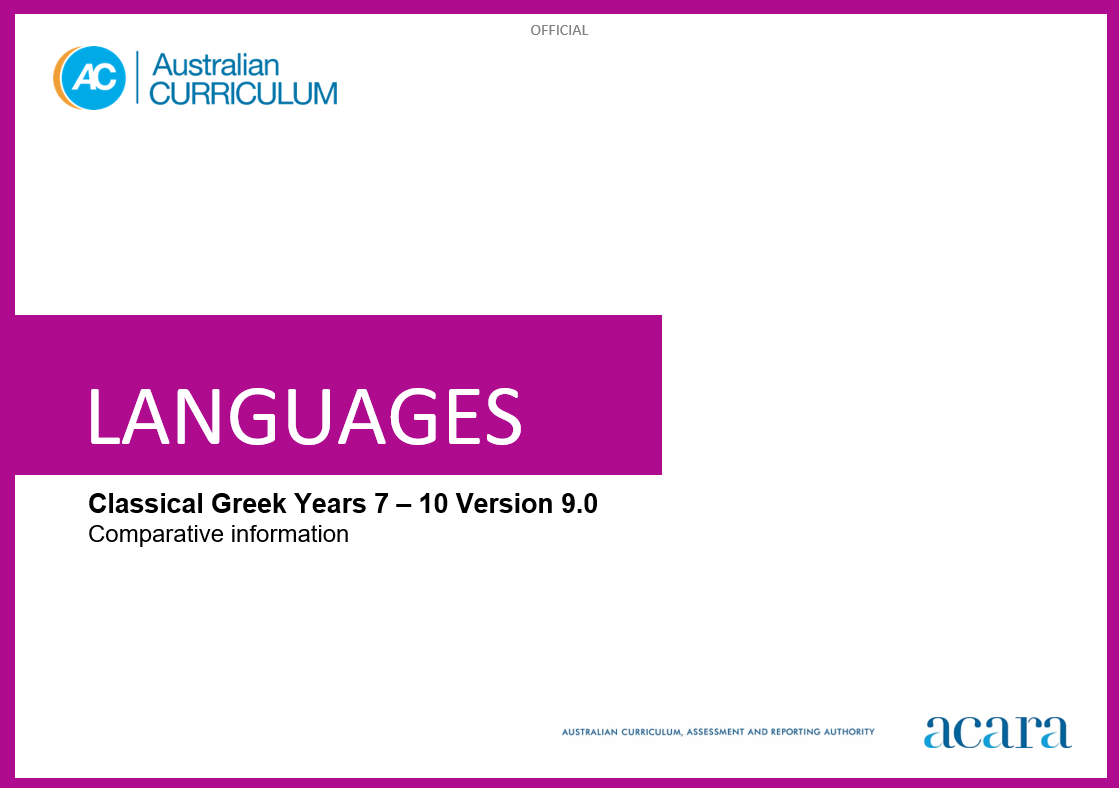 OFFICIAL
AC
Australian
CURRICULUM
LANGUAGES
Classical Greek Years 7 – 10 Version 9.0
Comparative information
AUSTRALIAN CURRICULUM, ASSESSMENT AND REPORTING AUTHORITY
acara